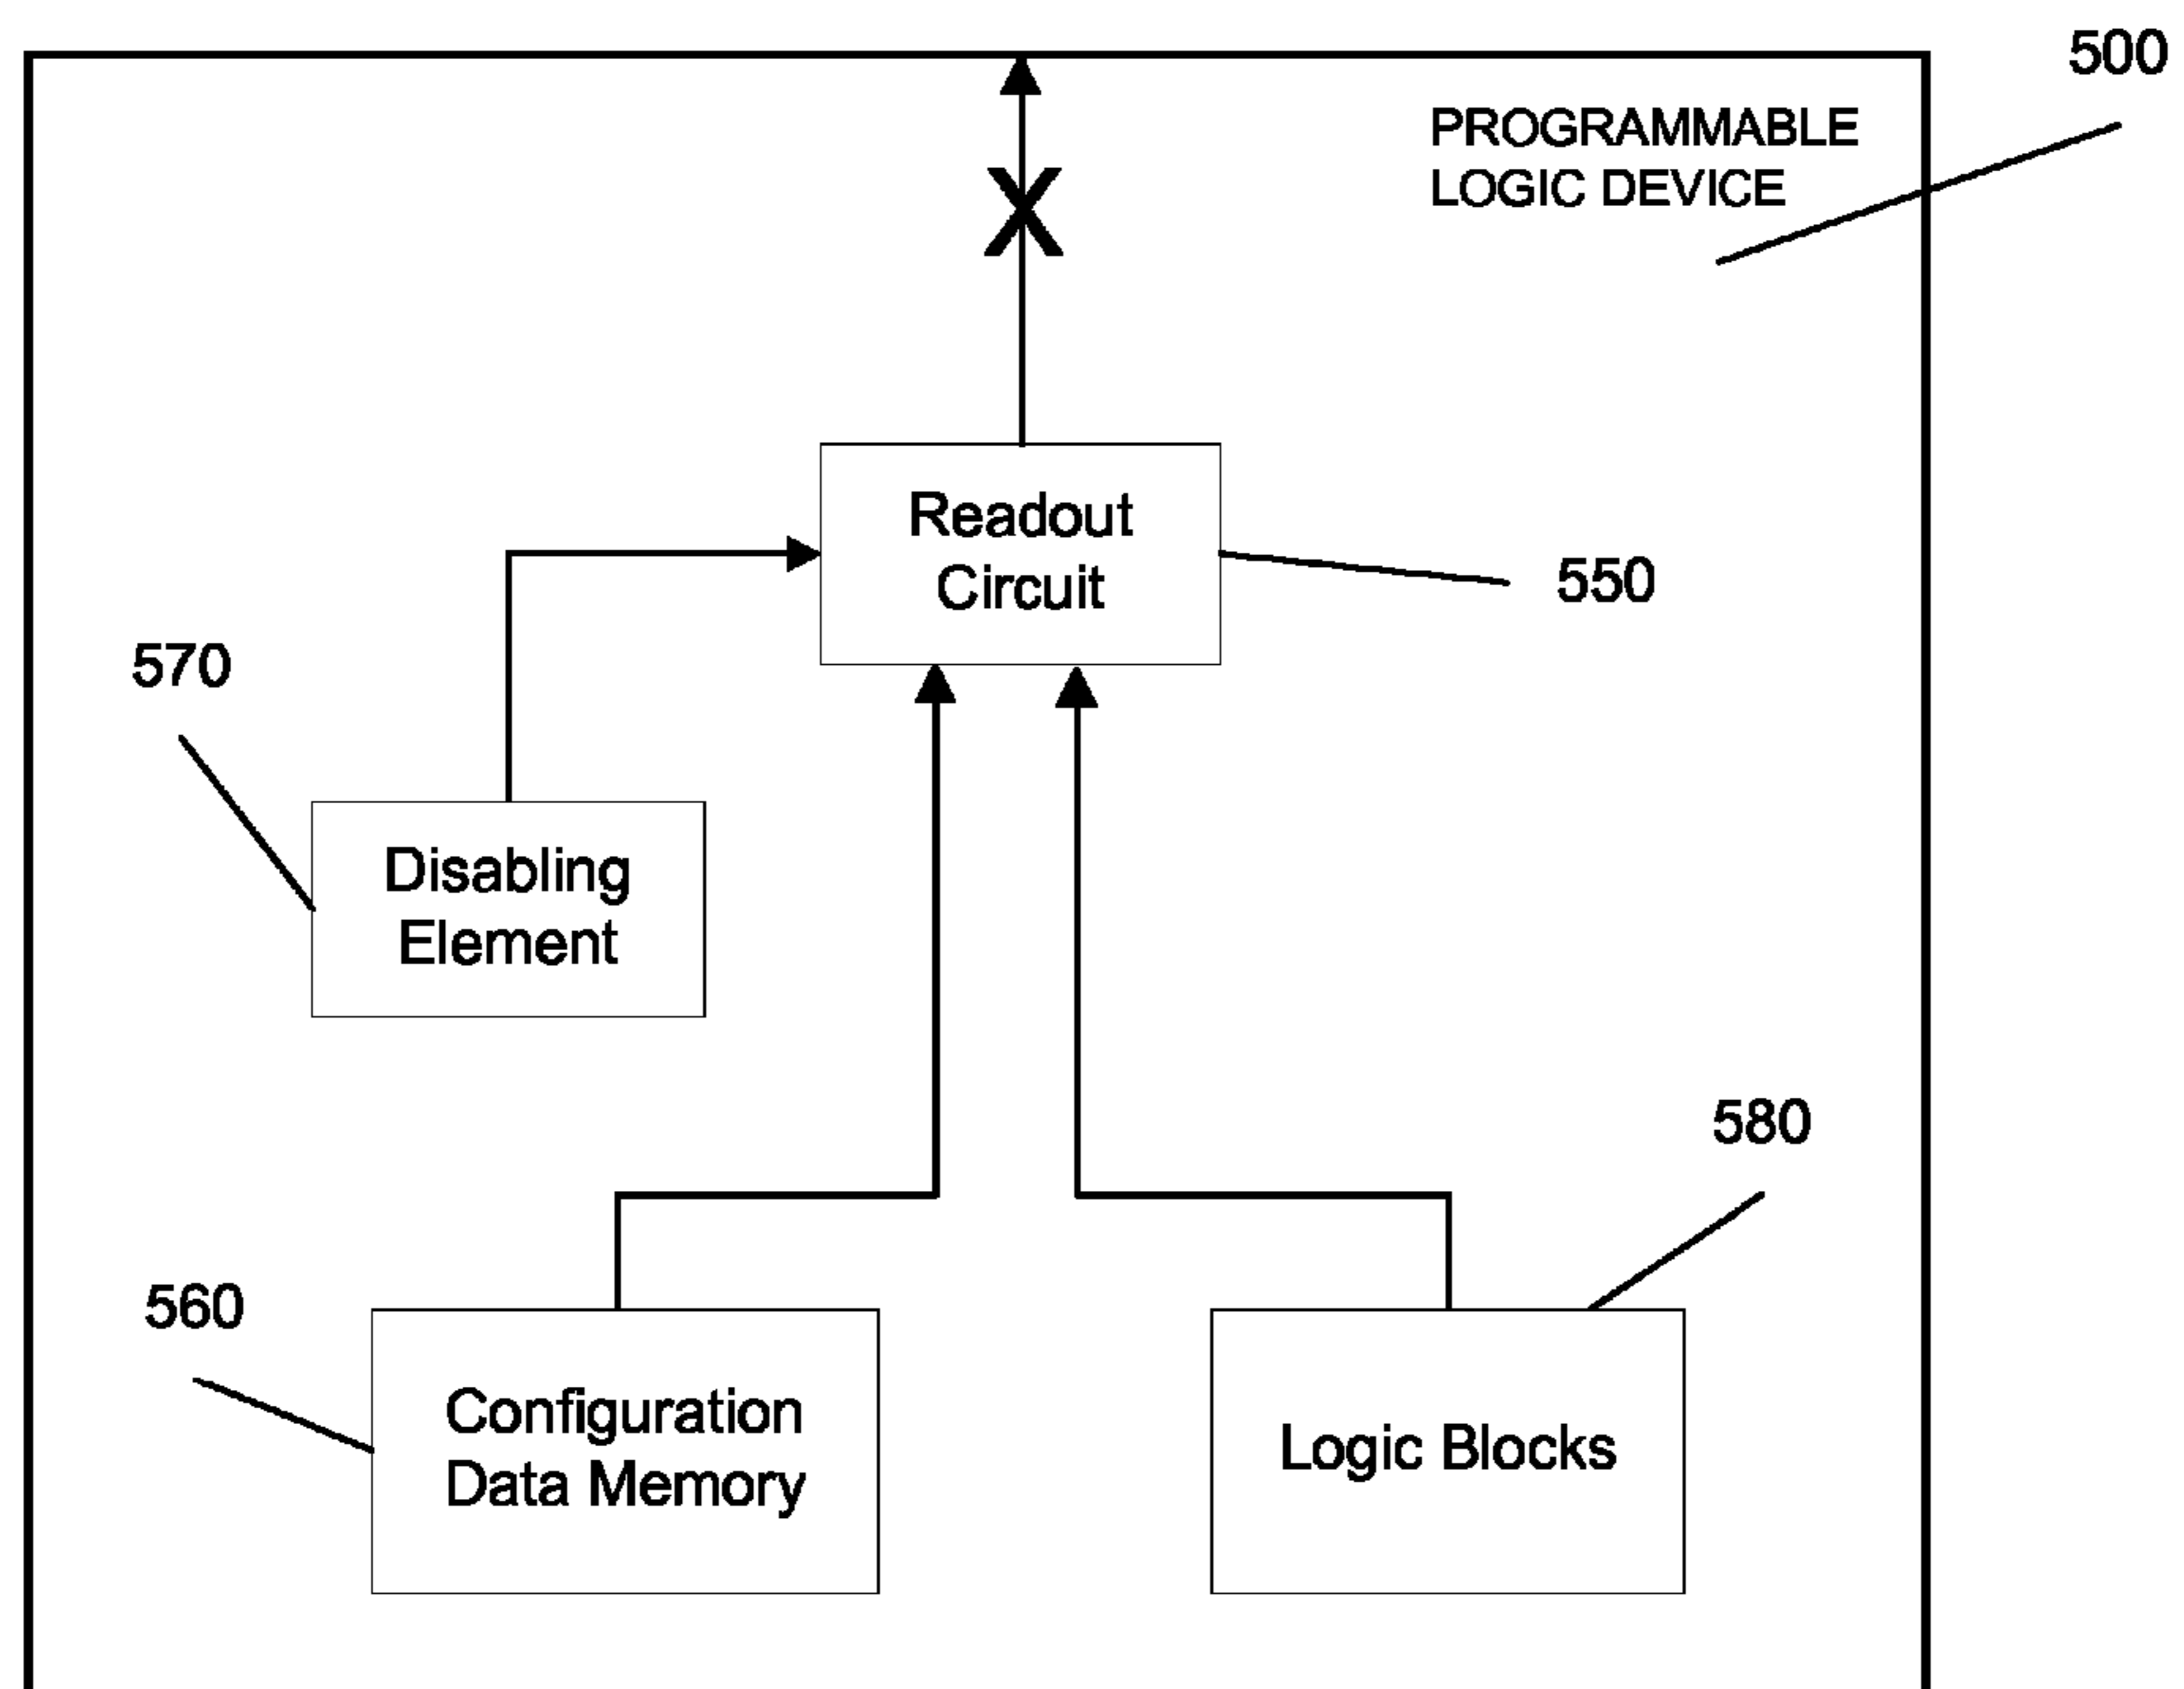 500
PROGRAMMABLE
LOGIC DEVICE
X
Readout
Circuit
550
570
Disabling
Element
580
560
Configuration
Data Memory
Logic Blocks